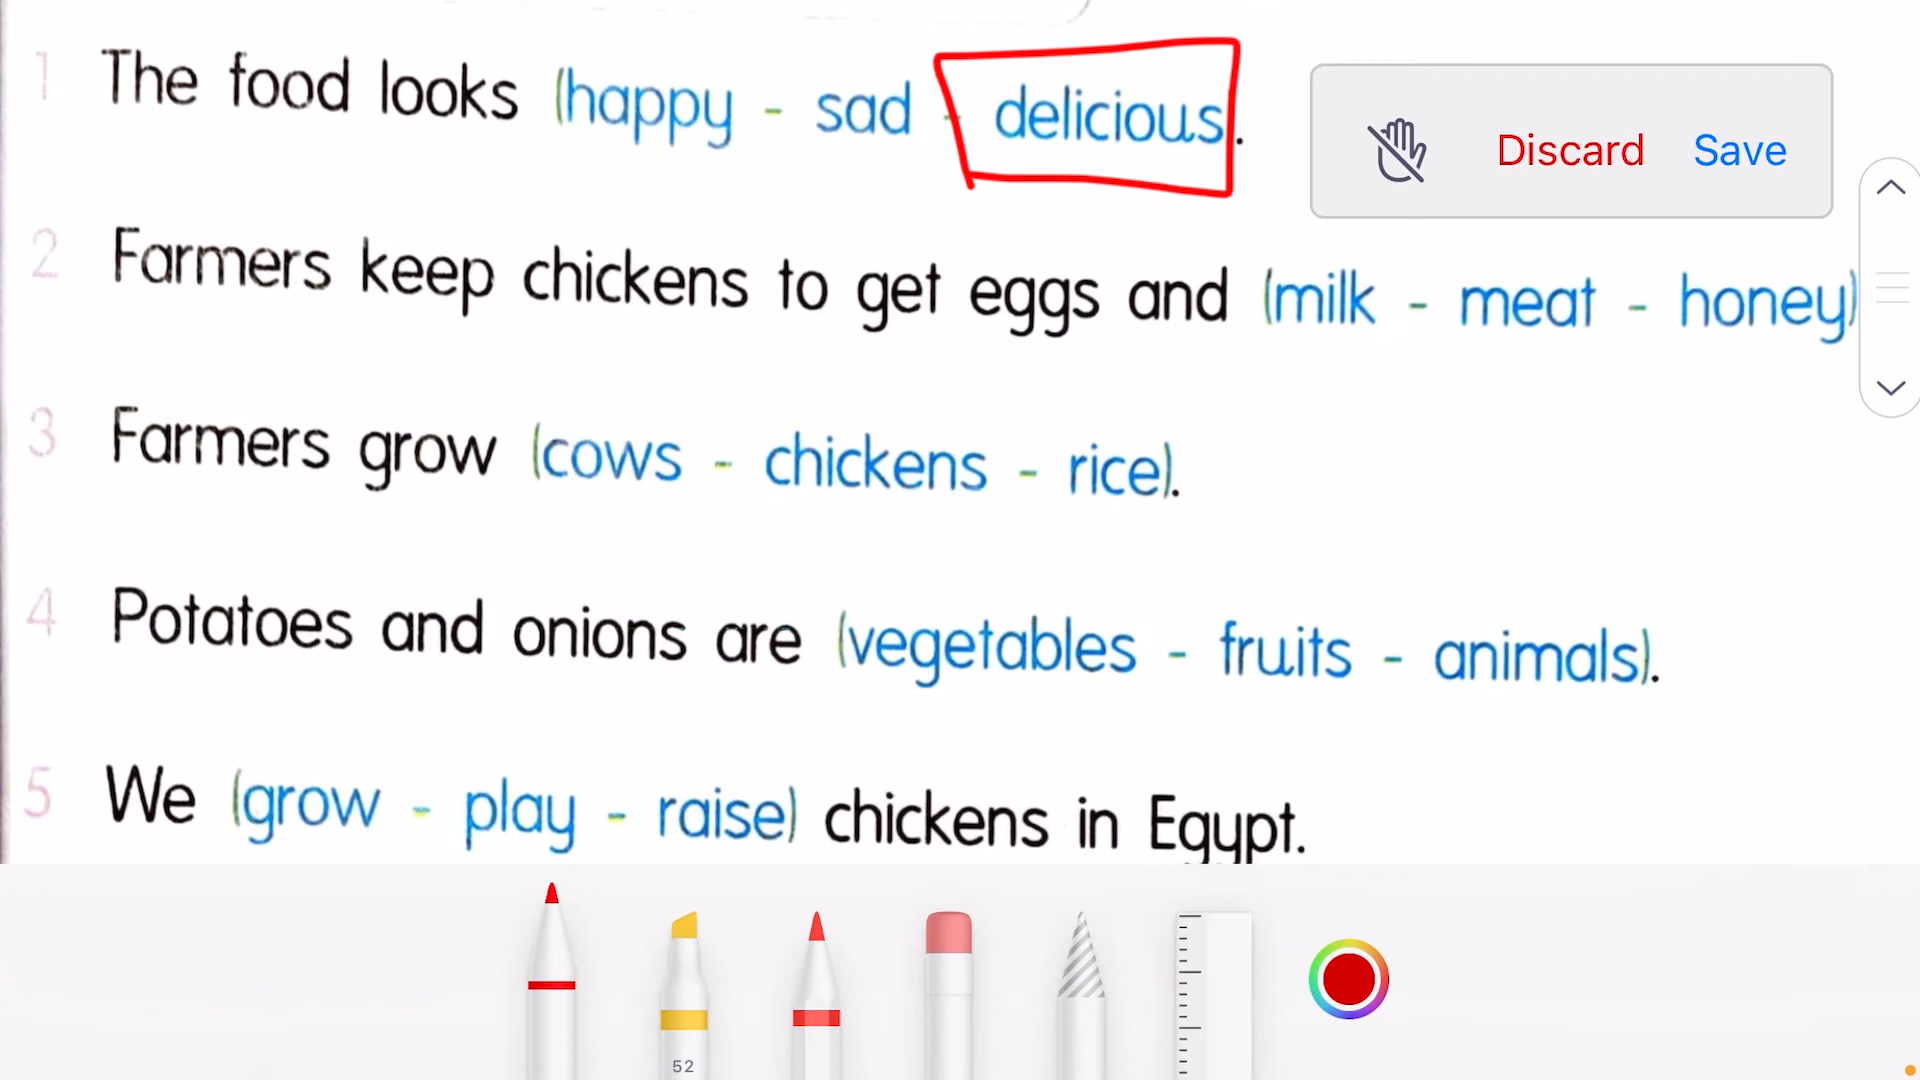 1 The food looks (happy - sad - delicious).
Discard Save
2 Farmers keep chickens to get eggs and (milk - meat - honey)
3 Farmers grow (cows - chickens - rice).
4 Potatoes and onions are (vegetables - fruits - animals).
5 We (grow - play - raise) chickens in Egypt.
52